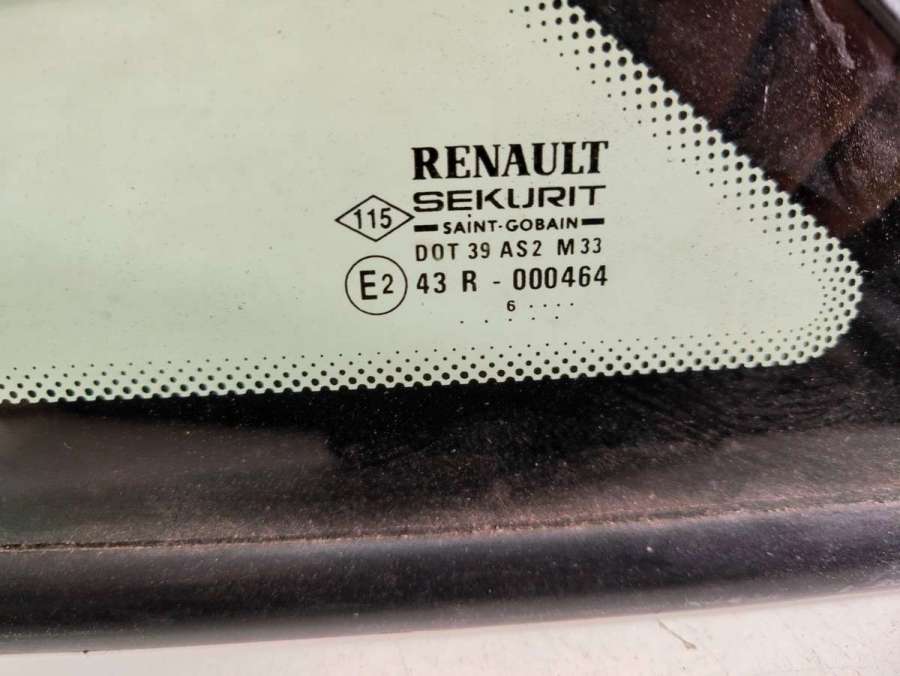 RENAULT
115
SEKURIT
SAINT-GOBAIN
DOT 39 AS2 M33
E2 43 R - 000464
6 ....
. .....